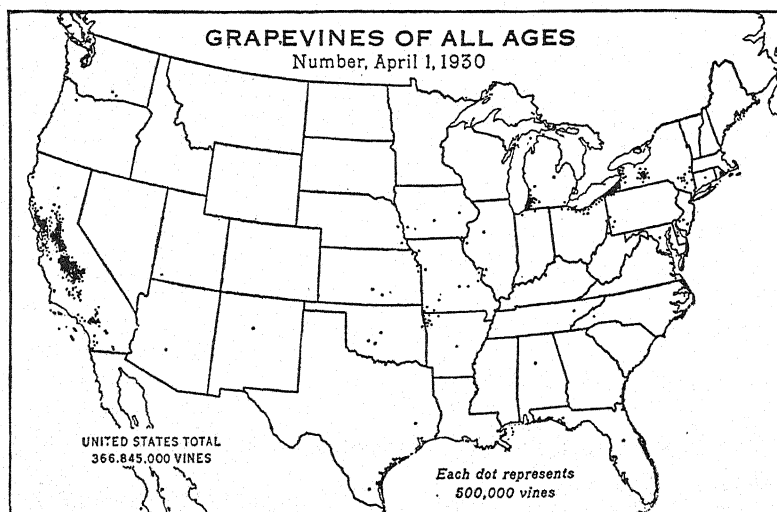 GRAPEVINES OF ALL AGES
Number, April 1, 1930
UNITED STATES TOTAL
366,845,000 VINES
Each dot represents
500,000 vines